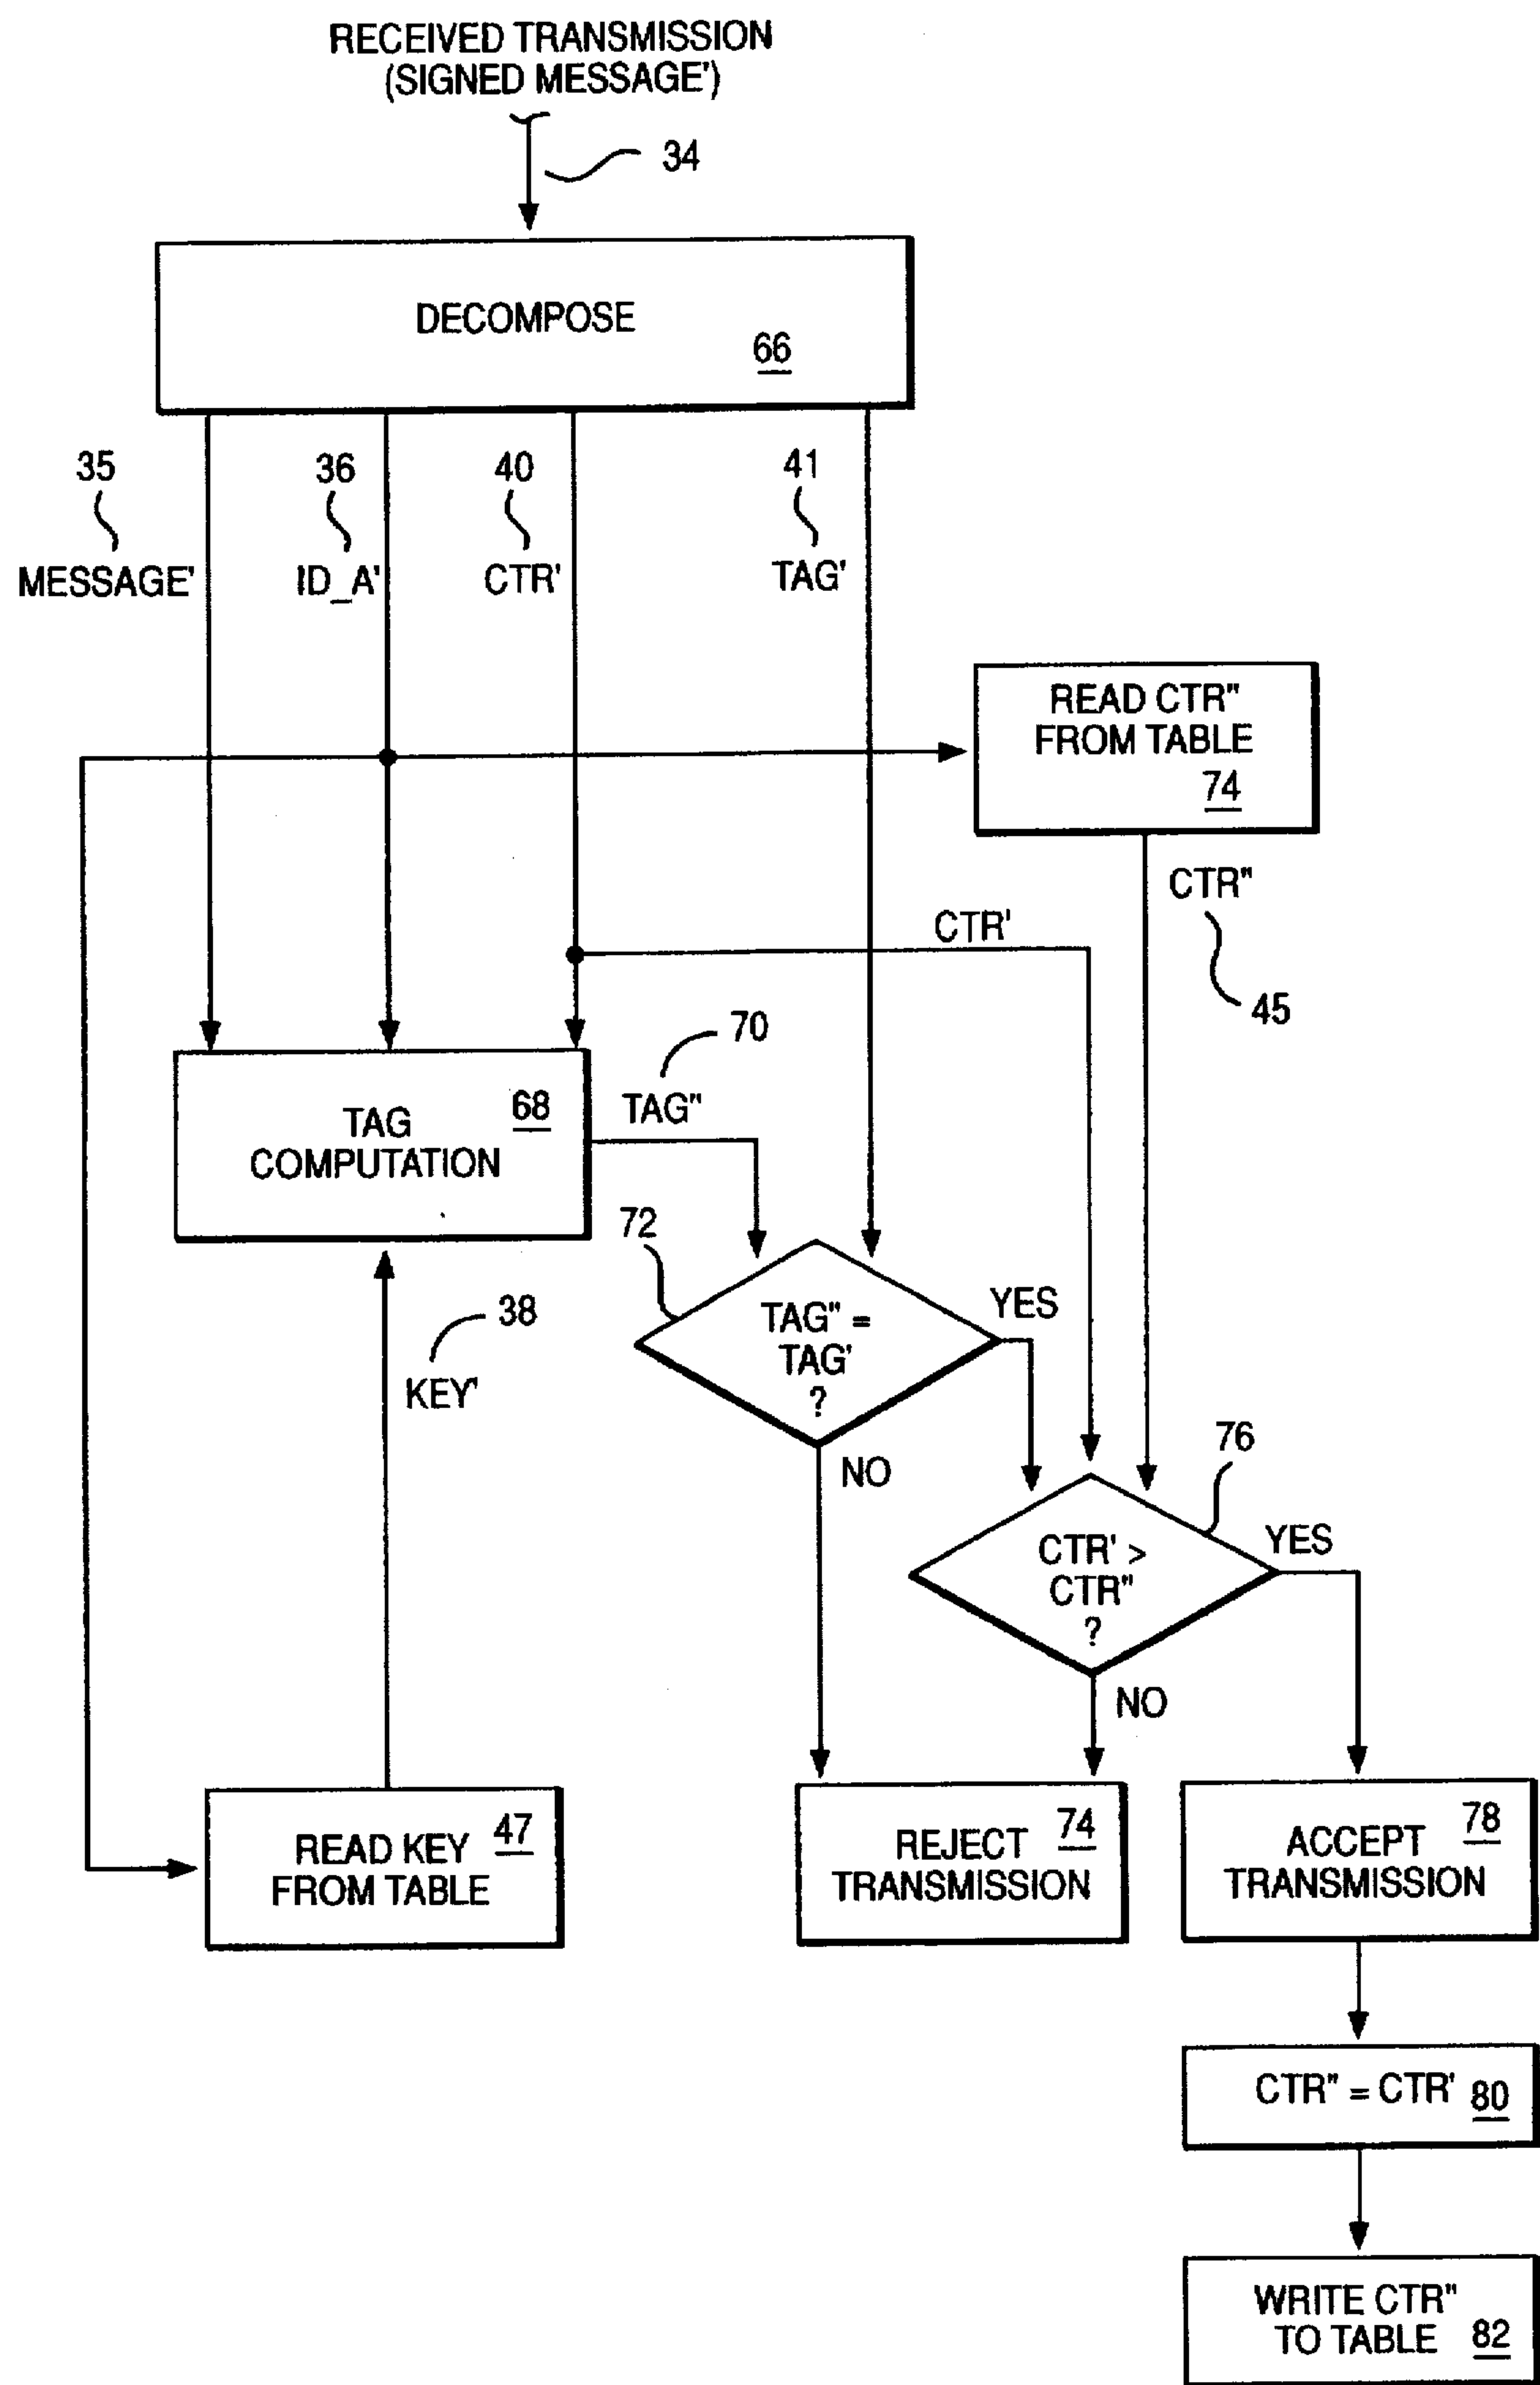 RECEIVED TRANSMISSION
(SIGNED MESSAGE')
34
DECOMPOSE
66
35
36
40
41
MESSAGE'
ID_A'
CTR'
TAG'
READ CTR"
FROM TABLE
74
CTR"
CTR'
45
70
TAG"
68
TAG
COMPUTATION
72
TAG" =
TAG'
?
YES
NO
38
KEY'
76
CTR' >
CTR"
?
YES
NO
47
READ KEY
FROM TABLE
74
REJECT
TRANSMISSION
78
ACCEPT
TRANSMISSION
CTR" = CTR' 80
WRITE CTR"
TO TABLE 82